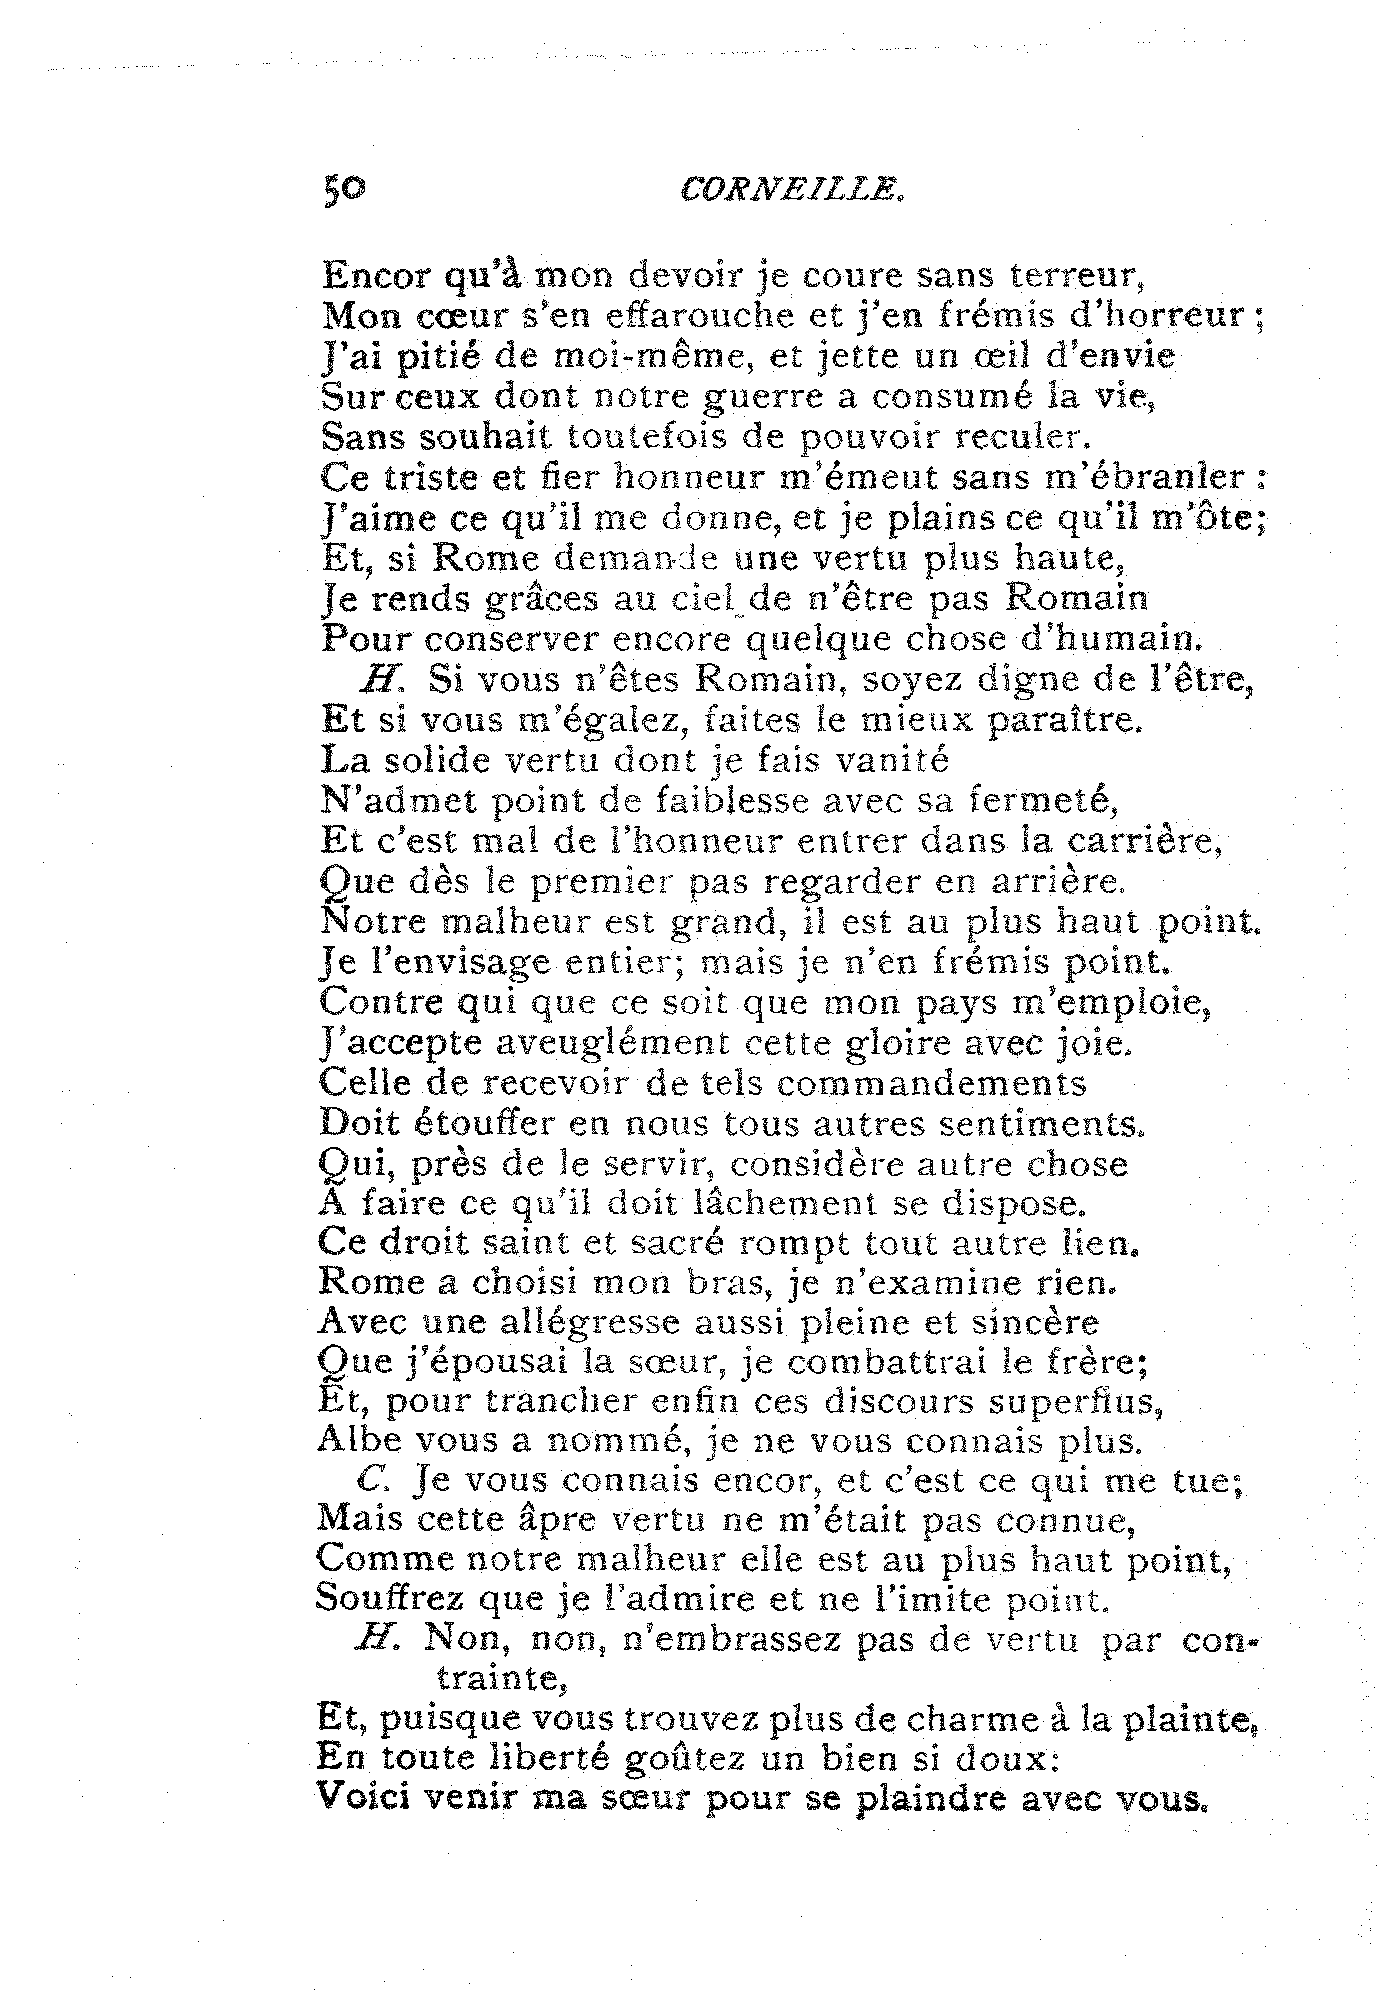 50 CORNEILLE.
Encor qu'à mon devoir je coure sans terreur,
Mon cœur s'en effarouche et j'en frémis d'horreur ;
J'ai pitié de moi-même, et jette un œil d'envie
Sur ceux dont notre guerre a consumé la vie,
Sans souhait toutefois de pouvoir reculer.
Ce triste et fier honneur m'émeut sans m'ébranler :
J'aime ce qu'il me donne, et je plains ce qu'il m'ôte;
Et, si Rome demande une vertu plus haute,
Je rends grâces au ciel de n'être pas Romain
Pour conserver encore quelque chose d'humain.
H. Si vous n'êtes Romain, soyez digne de l'être,
Et si vous m'égalez, faites le mieux paraître.
La solide vertu dont je fais vanité
N'admet point de faiblesse avec sa fermeté,
Et c'est mal de l'honneur entrer dans la carrière,
Que dès le premier pas regarder en arrière.
Notre malheur est grand, il est au plus haut point.
Je l'envisage entier; mais je n'en frémis point.
Contre qui que ce soit que mon pays m'emploie,
J'accepte aveuglément cette gloire avec joie.
Celle de recevoir de tels commandements
Doit étouffer en nous tous autres sentiments.
Qui, près de le servir, considère autre chose
A faire ce qu'il doit lâchement se dispose.
Ce droit saint et sacré rompt tout autre lien.
Rome a choisi mon bras, je n'examine rien.
Avec une allégresse aussi pleine et sincère
Que j'épousai la sœur, je combattrai le frère;
Et, pour trancher enfin ces discours superflus,
Albe vous a nommé, je ne vous connais plus.
C. Je vous connais encor, et c'est ce qui me tue;
Mais cette âpre vertu ne m'était pas connue,
Comme notre malheur elle est au plus haut point,
Souffrez que je l'admire et ne l'imite point.
H. Non, non, n'embrassez pas de vertu par con-
trainte,
Et, puisque vous trouvez plus de charme à la plainte,
En toute liberté goûtez un bien si doux:
Voici venir ma sœur pour se plaindre avec vous.